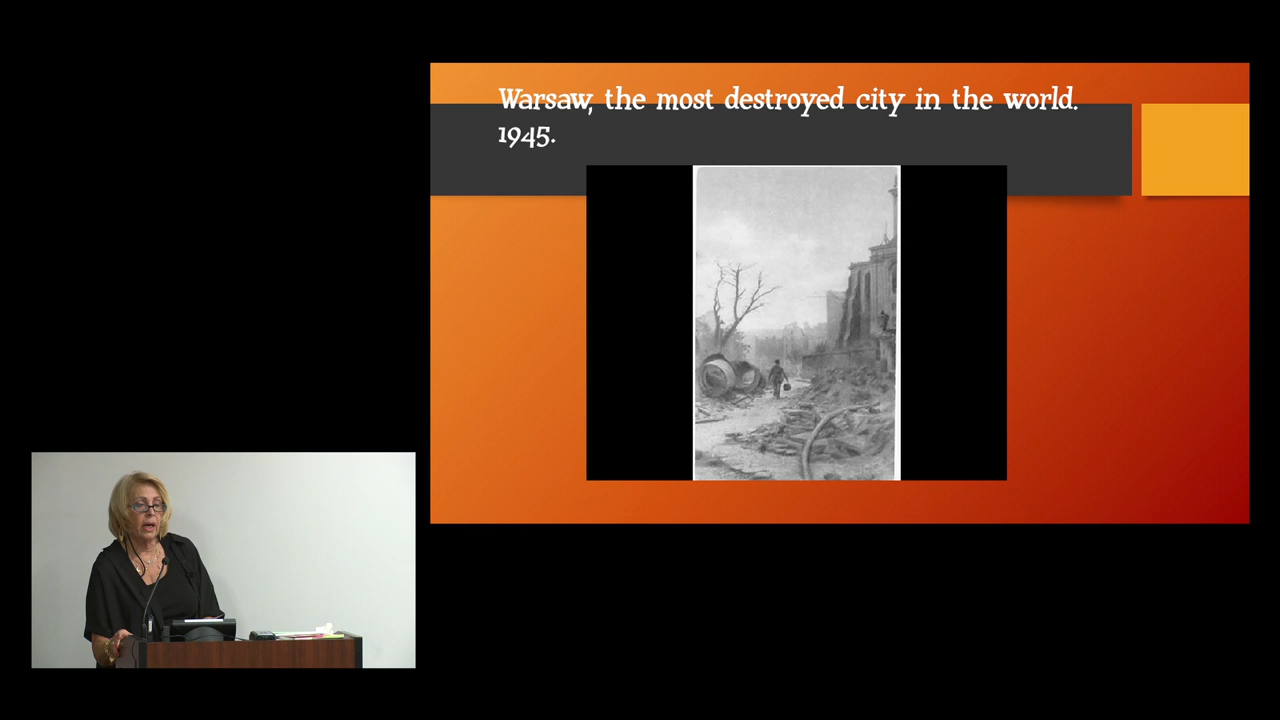 Warsaw, the most destroyed city in the world.
1945.